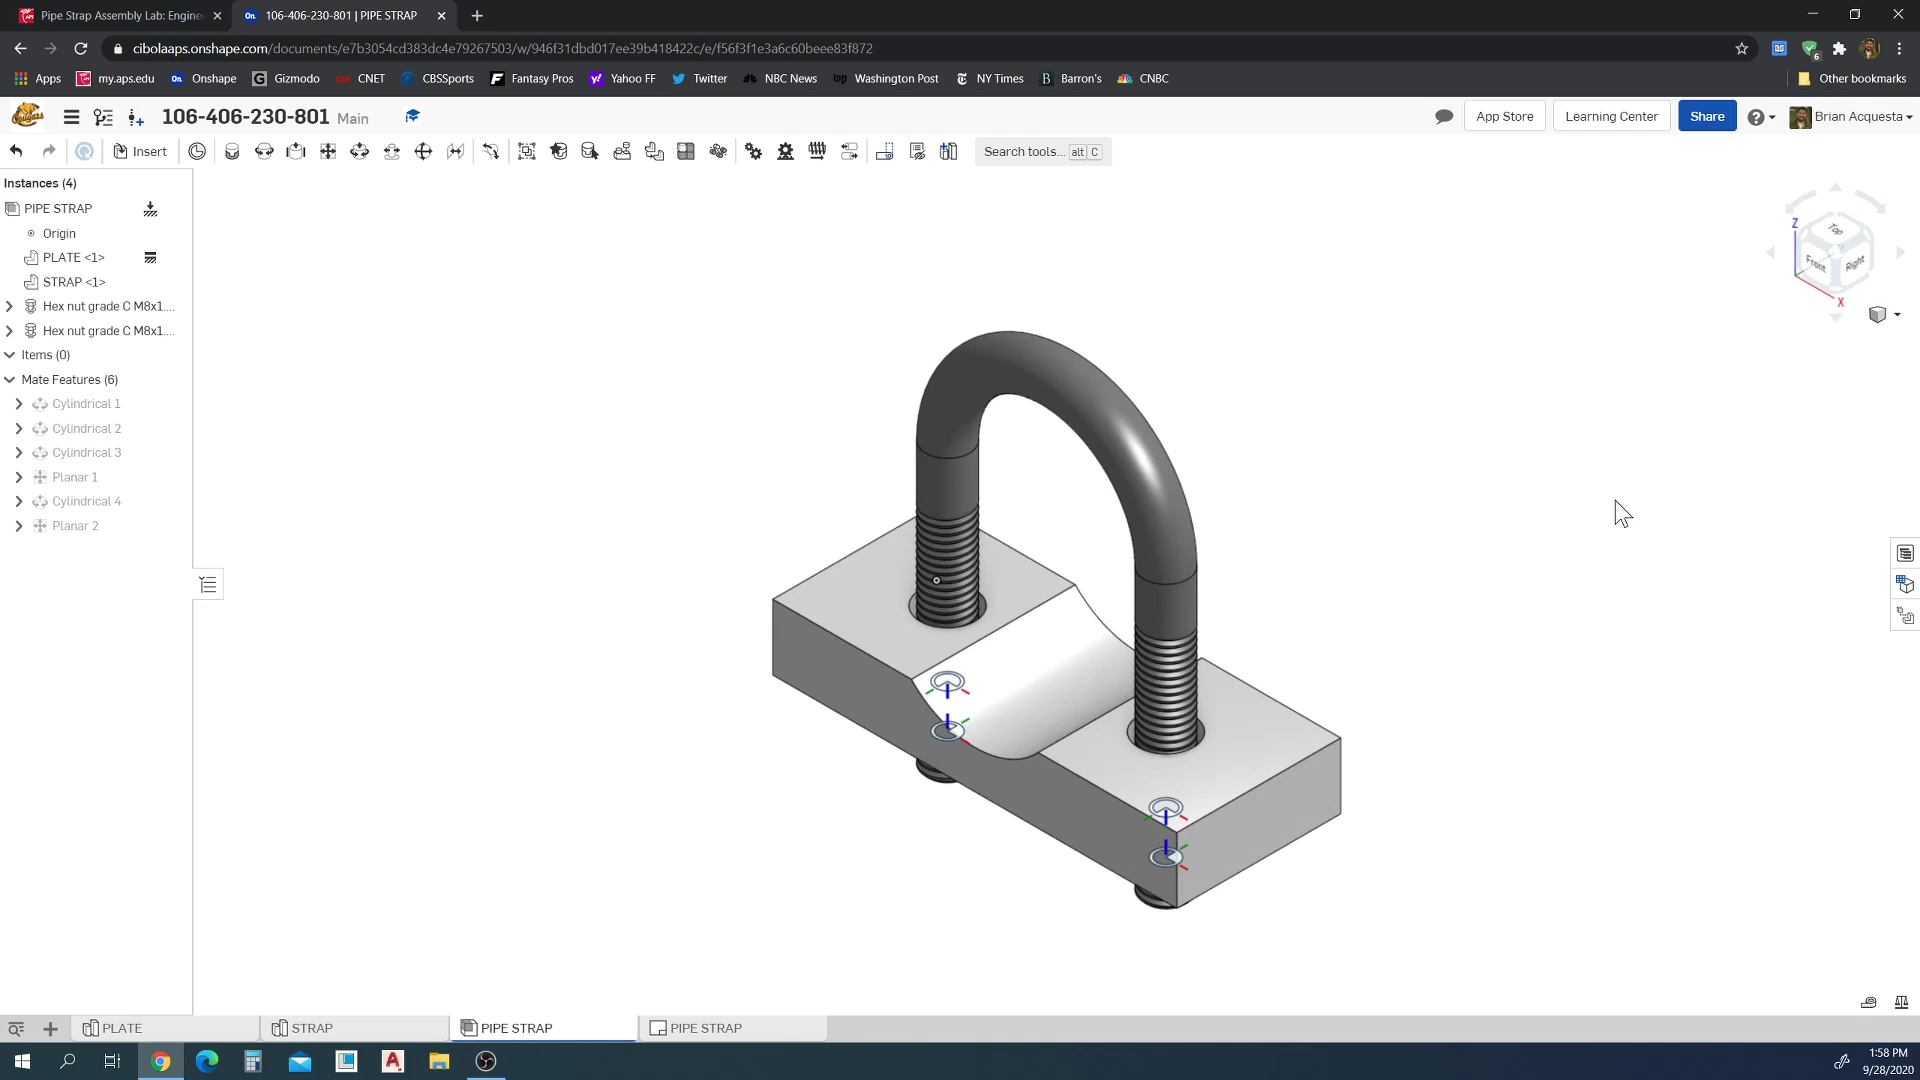 Pipe Strap Assembly Lab: Engine
106-406-230-801 | PIPE STRAP
cibolaaps.onshape.com/documents/e7b3054cd383dc4e79267503/w/946f31dbd017ee39b418422c/e/f56f3f1e3a6c60beee83f872
6
Apps my.aps.edu Onshape Gizmodo CNET CBSSports Fantasy Pros Yahoo FF Twitter NBC News Washington Post NY Times Barron's CNBC Other bookmarks
106-406-230-801 Main App Store Learning Center Share Brian Acquesta
Insert Search tools... alt C
Instances (4)
PIPE STRAP
Origin
PLATE <1>
STRAP <1>
Hex nut grade C M8x1....
Hex nut grade C M8x1....
Items (0)
Mate Features (6)
Cylindrical 1
Cylindrical 2
Cylindrical 3
Planar 1
Cylindrical 4
Planar 2
Z
Top
Front Right
X
PLATE STRAP PIPE STRAP PIPE STRAP
1:58 PM
9/28/2020